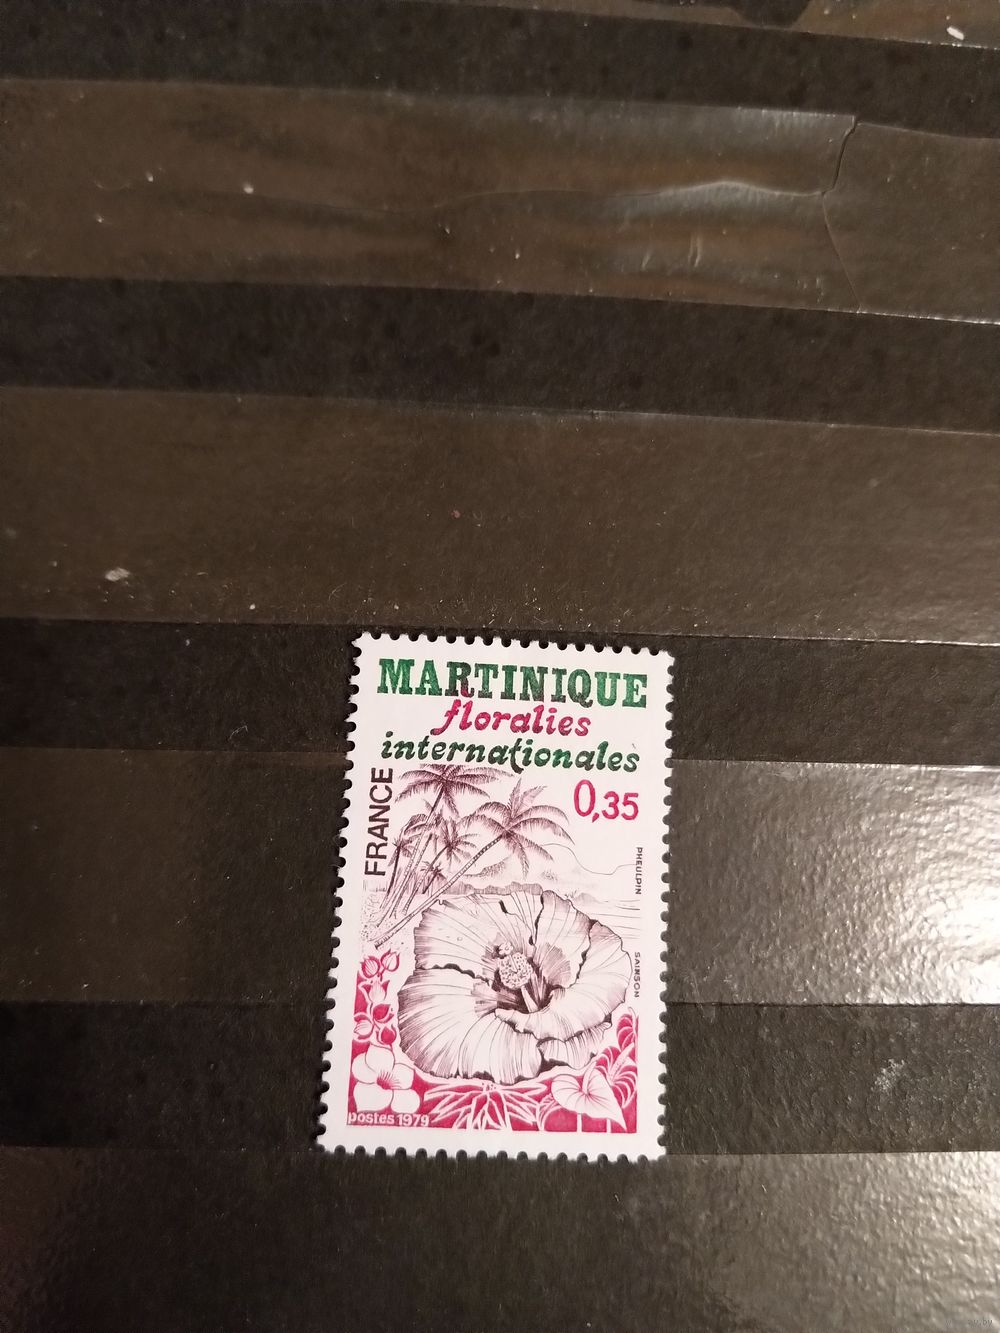 MARTINIQUE
floralies
internationales
FRANCE
0,35
PHEULPIN
SAINSON
postes 1979